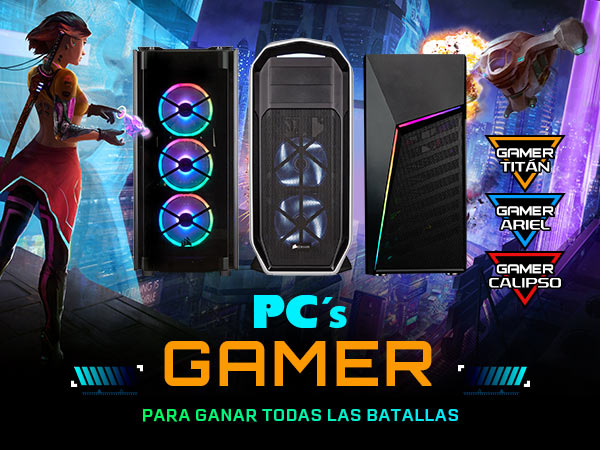 GAMER
TITÁN
GAMER
ARIEL
GAMER
CALIPSO
PC´s
GAMER
PARA GANAR TODAS LAS BATALLAS